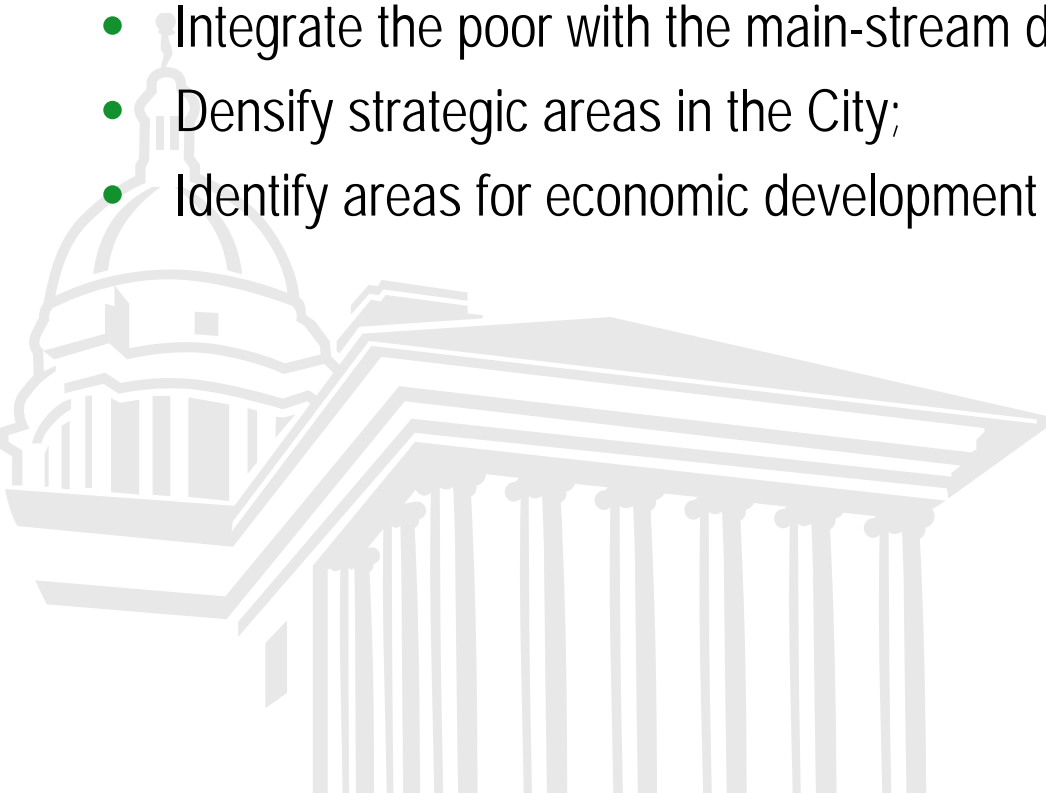 • Integrate the poor with the main-stream d
• Densify strategic areas in the City;
• Identify areas for economic development